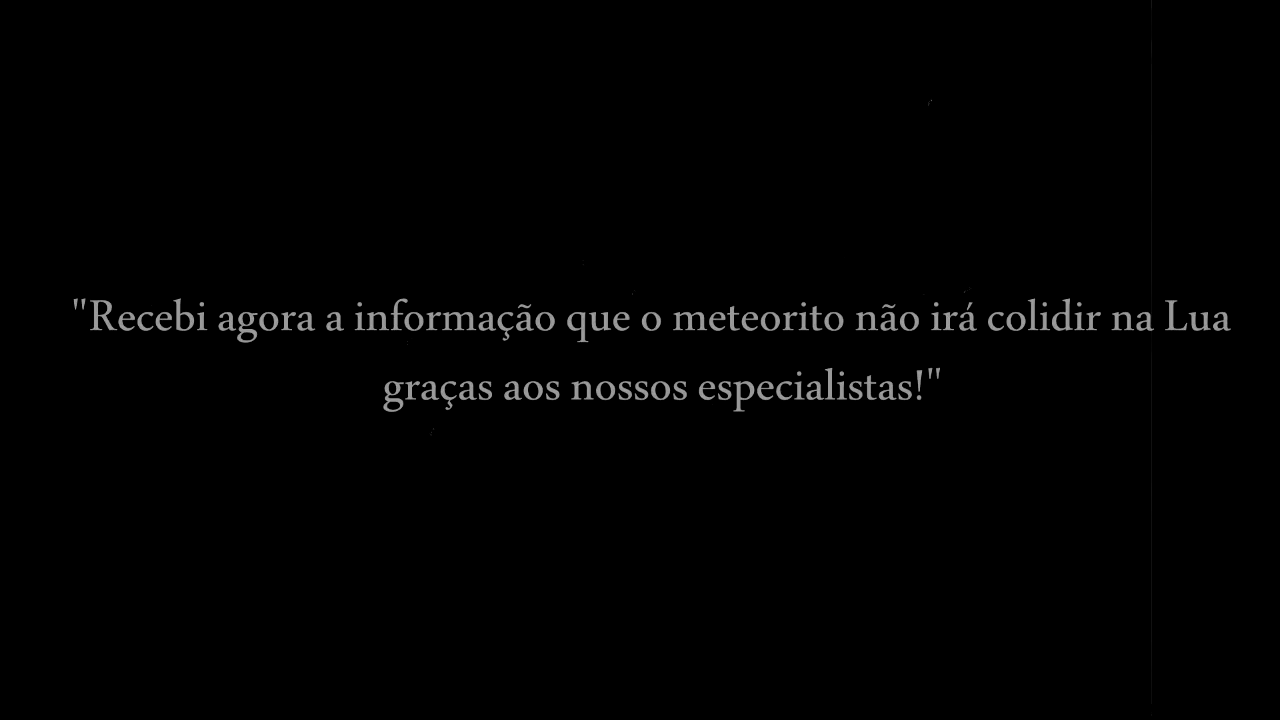 "Recebi agora a informação que o meteorito não irá colidir na Lua
graças aos nossos especialistas!"